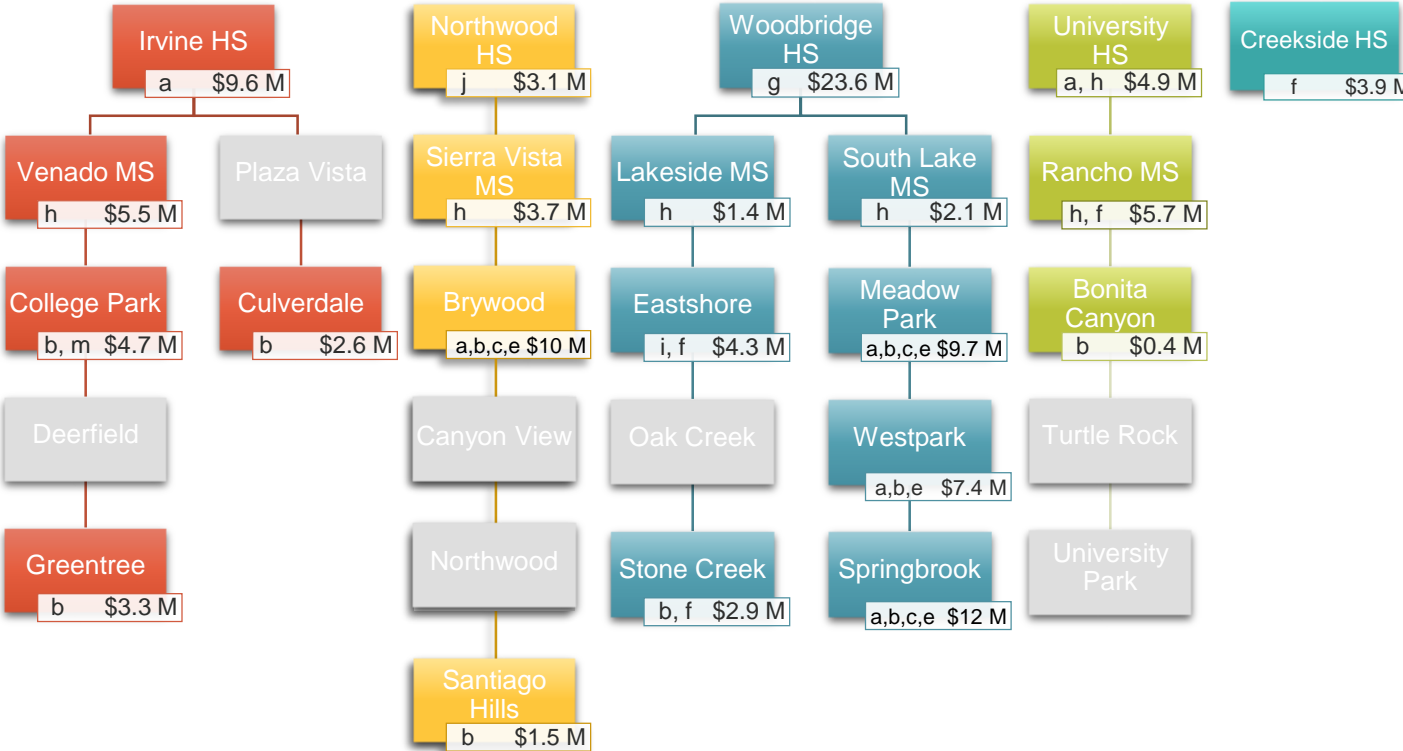 Irvine HS
a $9.6 M
Venado MS
h $5.5 M
College Park
b, m $4.7 M
Deerfield
Greentree
b $3.3 M
Plaza Vista
Culverdale
b $2.6 M
Northwood
HS
j $3.1 M
Sierra Vista
MS
h $3.7 M
Brywood
a,b,c,e $10 M
Canyon View
Northwood
Santiago
Hills
b $1.5 M
Woodbridge
HS
g $23.6 M
Lakeside MS
h $1.4 M
Eastshore
i, f $4.3 M
Oak Creek
Stone Creek
b, f $2.9 M
South Lake
MS
h $2.1 M
Meadow
Park
a,b,c,e $9.7 M
Westpark
a,b,e $7.4 M
Springbrook
a,b,c,e $12 M
University
HS
a, h $4.9 M
Rancho MS
h, f $5.7 M
Bonita
Canyon
b $0.4 M
Turtle Rock
University
Park
Creekside HS
f $3.9 M